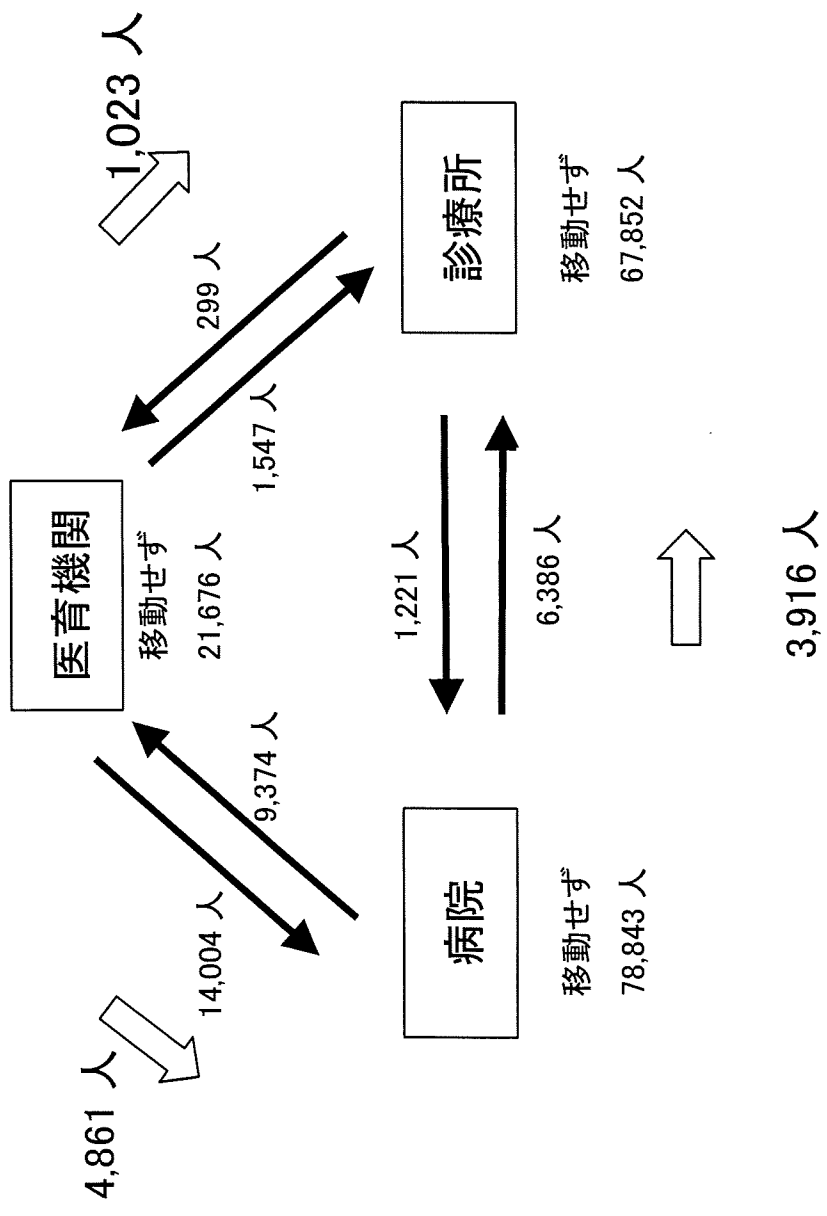 医育機関
移動せず
21,676 人
4,861 人
14,004 人
9,374 人
1,547 人
299 人
1,023 人
病院
移動せず
78,843 人
1,221 人
6,386 人
3,916 人
診療所
移動せず
67,852 人